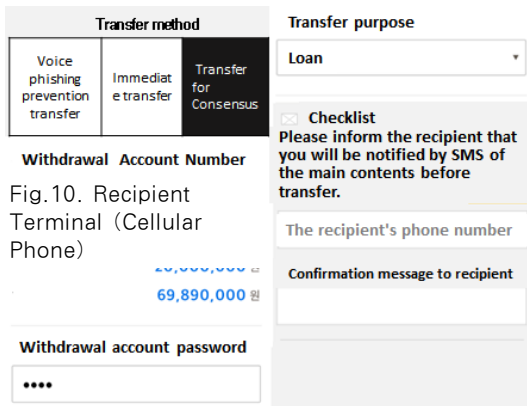 Transfer method
Voice
phishing
prevention
transfer
Immediat
e transfer
Transfer
for
Consensus
Withdrawal Account Number
Fig.10. Recipient
Terminal (Cellular
Phone)
69,890,000 원
Withdrawal account password
••••
Transfer purpose
Loan
Checklist
Please inform the recipient that
you will be notified by SMS of
the main contents before
transfer.
The recipient's phone number
Confirmation message to recipient